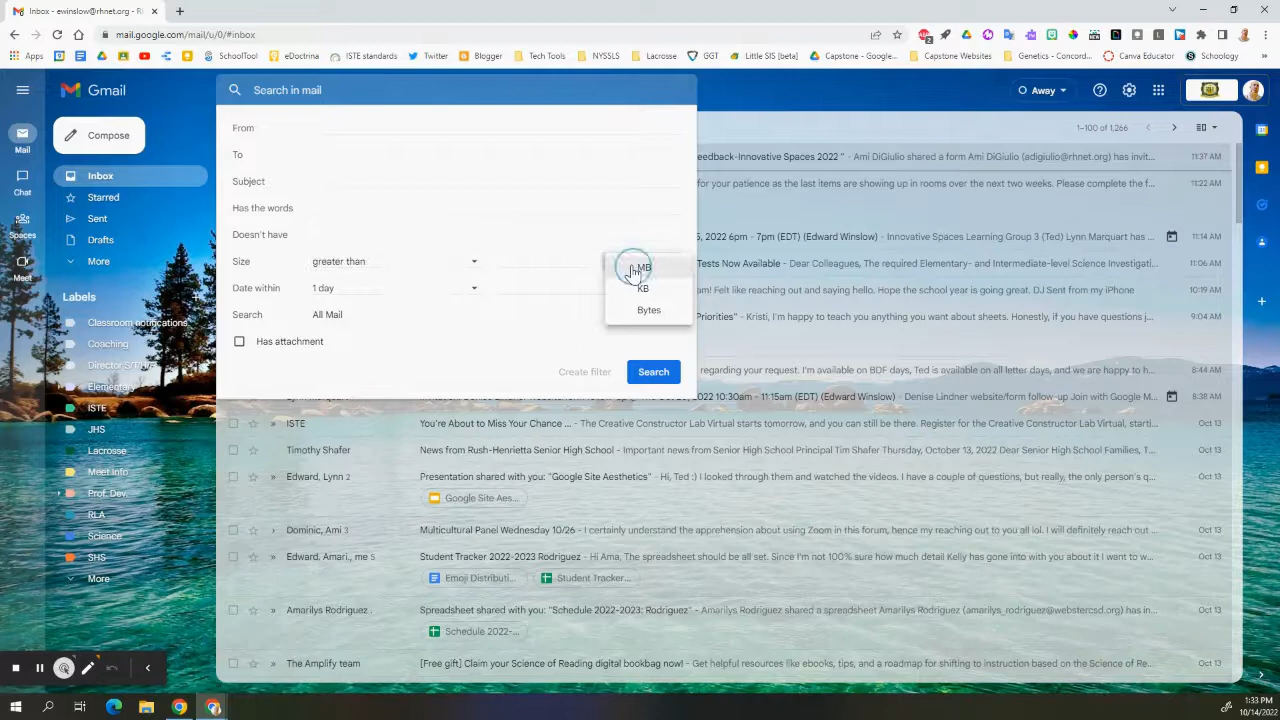 Inbox - ewinslow@rhnet.org -
mail.google.com/mail/u/0/#inbox
Apps
SchoolTool
eDoctrina
ISTE standards
Twitter
Blogger
Tech Tools
NYSSLS
Lacrosse
GGT
Capstone
Little SIS [beta]
Capstone - Google...
Genetics - Concord...
Canva Educator
Schoology
Gmail
Search in mail
Away
Mail
Chat
Spaces
Meet
Compose
Inbox
Starred
Sent
Drafts
More
Labels
Classroom notifications
Coaching
Director/S/T/H/
Elementary
ISTE
JHS
Lacrosse
Meet Info
Prof. Dev.
RLA
Science
SHS
More
From
To
Subject
Has the words
Doesn't have
Size greater than
MB
KB
Bytes
Date within 1 day
Search All Mail
Has attachment
Create filter Search
1–100 of 1,266
eedback-Innovative Spaces 2022 " - Ami DiGiulio shared a form Ami DiGiulio (adigiulio@rhnet.org) has invit... 11:37 AM
for your patience as the last items are showing up in rooms over the next two weeks. Please complete the f... 11:22 AM
5, 2022 6pm - 7pm (EDT) (Edward Winslow) - Innovative Spaces Learning Group 3 (Ted) Lynn Marquart has ... 11:14 AM
Tests Now Available - Dear Colleagues, The required Elementary- and Intermediate-level Science Investigati... 11:06 AM
am! Felt like reaching out and saying hello. Hope the school year is going great. DJ Sent from my iPhone 10:19 AM
Priorities" - Kristi, I'm happy to teach you anything you want about sheets. Honestly, if you have questions j... 9:04 AM
regarding your request. I'm available on BDF days, Ted is available on all letter days, and we are happy to h... 8:44 AM
2022 10:30am - 11:15am (EDT) (Edward Winslow) - Denise Lindner website/form follow-up Join with Google M... 8:38 AM
ISTE You're About to Miss Your Chance ... - The Creative Constructor Lab Virtual starts tomorrow, and you can still be there. Register for the Creative Constructor Lab Virtual, starti... Oct 13
Timothy Shafer News from Rush-Henrietta Senior High School - Important news from Senior High School Principal Tim Shafer Thursday, October 13, 2022 Dear Senior High School Families, T... Oct 13
Edward, Lynn 2 Presentation shared with you: "Google Site Aesthetics" - Hi, Ted :) I looked through them and watched the videos. I have a couple of questions, but really, the only person's q... Oct 13
Google Site Aes...
Dominic, Ami 3 Multicultural Panel Wednesday 10/26 - I certainly understand the apprehension about using Zoom in this forum, hence my reaching out to you all lol. I will definitely reach out ... Oct 13
Edward, Amari., me 5 Student Tracker 2022-2023 Rodriguez - Hi Ama, The spreadsheet should be all set. Since I'm not 100% sure how much detail Kelly has gone into with you about it I want to w... Oct 13
Emoji Distributi... Student Tracker...
Amarilys Rodriguez . Spreadsheet shared with you: "Schedule 2022-2023: Rodriguez" - Amarilys Rodriguez shared a spreadsheet Amarilys Rodriguez (amarilys_rodriguez@webstercsd.org) has in... Oct 13
Schedule 2022-...
The Amplify team [Free gift] Claim your Science of Reading digital bookbag now! - Get helpful resources like ebooks, tips, and a roadmap for shifting to instruction based on the Science of Re... Oct 13
1:33 PM
10/14/2022